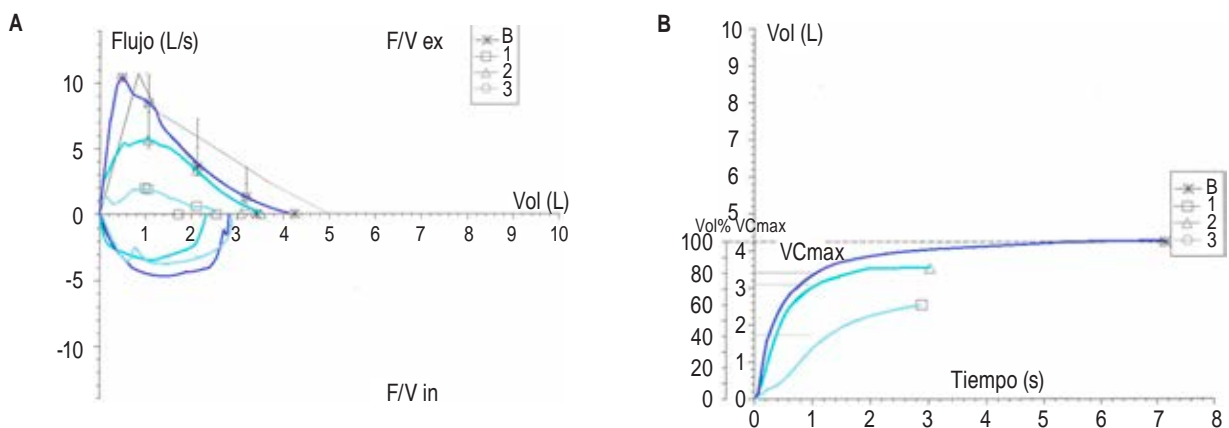 A
Flujo (L/s)
F/V ex
B
1
2
3
10
5
0
-5
-10
1 2 3 4 5 6 7 8 9 10
Vol (L)
F/V in
B
Vol (L)
10
9
8
7
6
5
4
3
2
1
0
Vol% VCmax
100
80
60
40
20
0
VCmax
B
1
2
3
Tiempo (s)
0 1 2 3 4 5 6 7 8